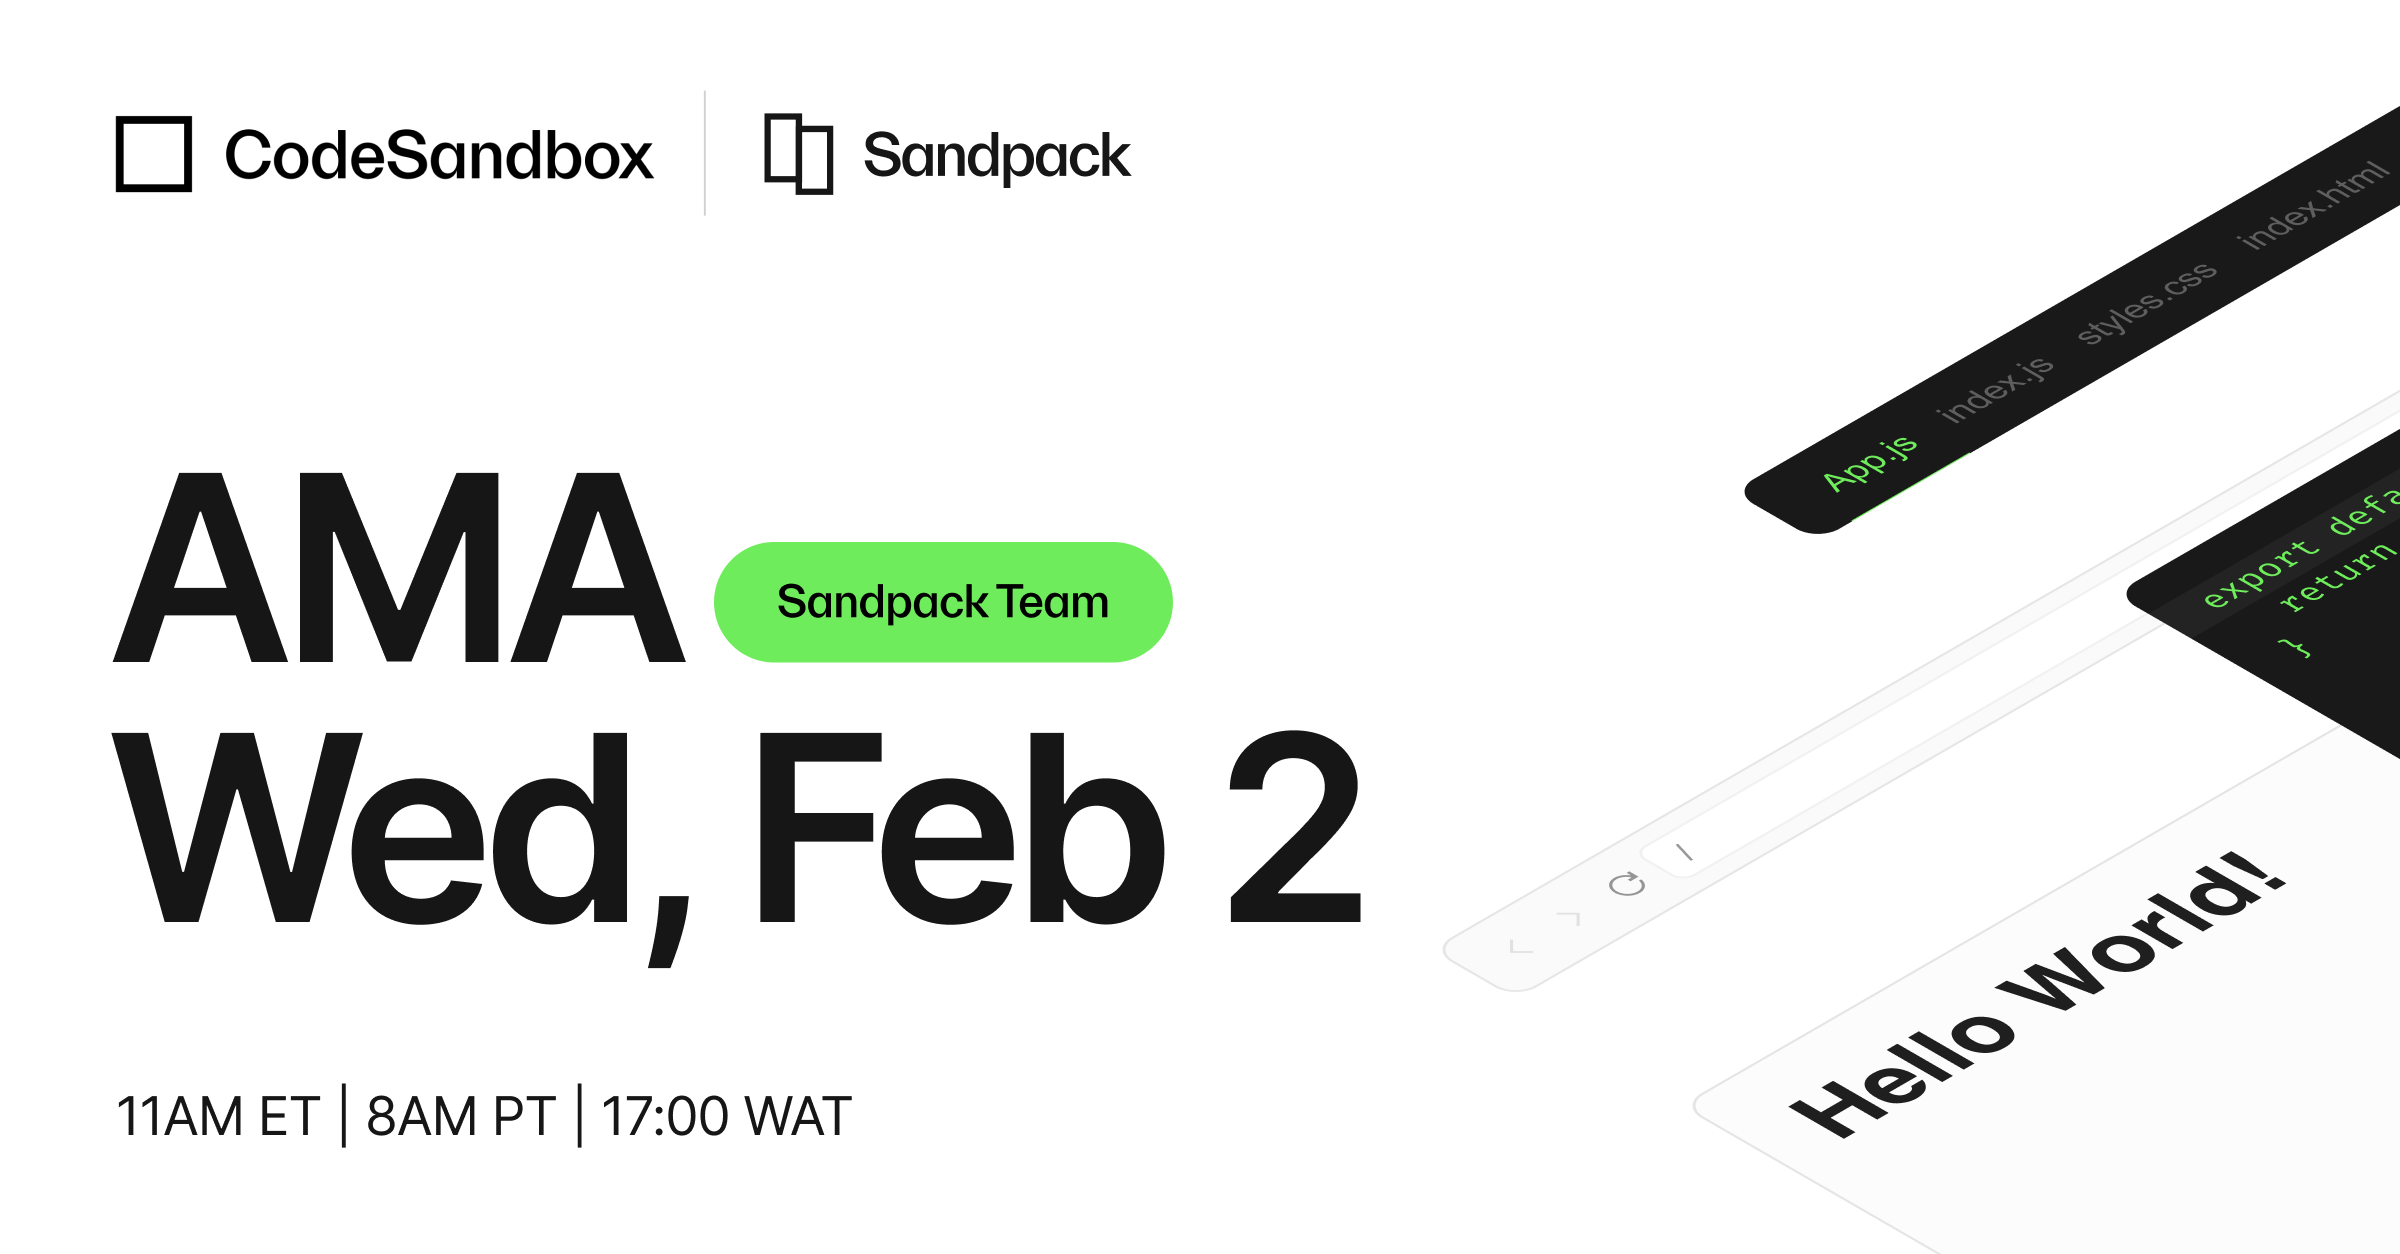 CodeSandbox
Sandpack
AMA
Sandpack Team
Wed, Feb 2
11AM ET | 8AM PT | 17:00 WAT
App.js index.js styles.css index.html
export defa
return
}
/
Hello World!